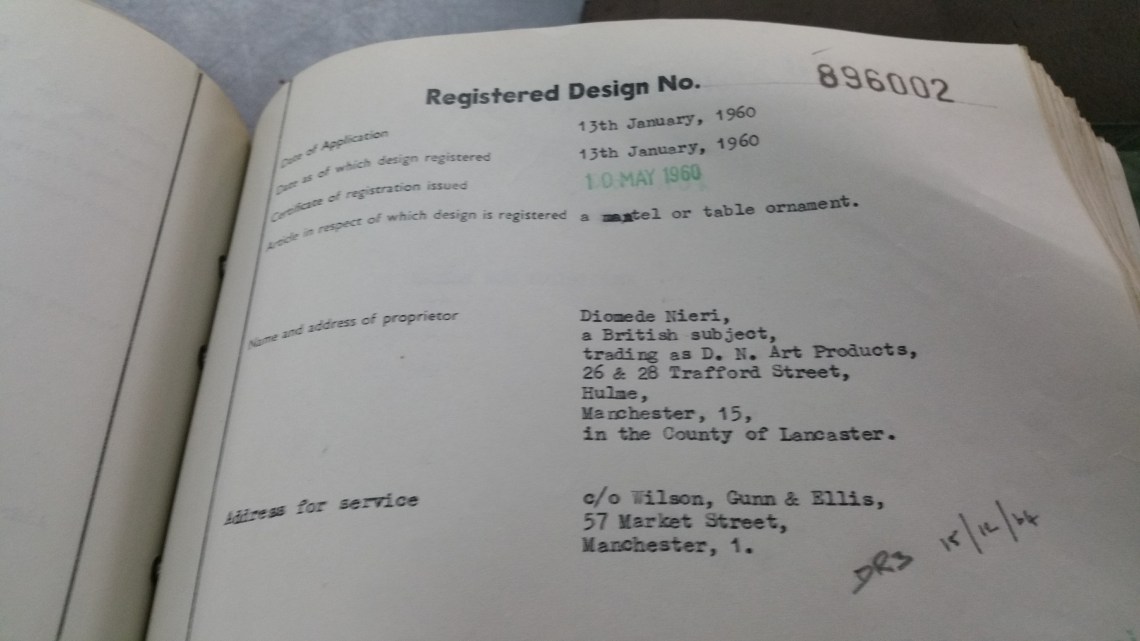 Registered Design No. 896002
Date of Application 13th January, 1960
Date as of which design registered 13th January, 1960
Certificate of registration issued 10 MAY 1960
Article in respect of which design is registered a mantel or table ornament.
Name and address of proprietor Diomede Nieri,
a British subject,
trading as D. N. Art Products,
26 & 28 Trafford Street,
Hulme,
Manchester, 15,
in the County of Lancaster.
Address for service c/o Wilson, Gunn & Ellis,
57 Market Street,
Manchester, 1.
DR3 15/12/64